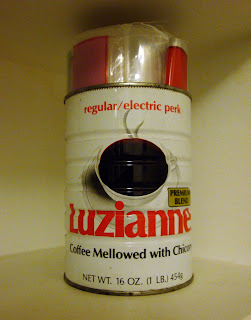 regular/electric perk
PREMIUM
BLEND
Luzianne
Coffee Mellowed with Chicory
NET WT. 16 OZ. (1 LB.) 454g